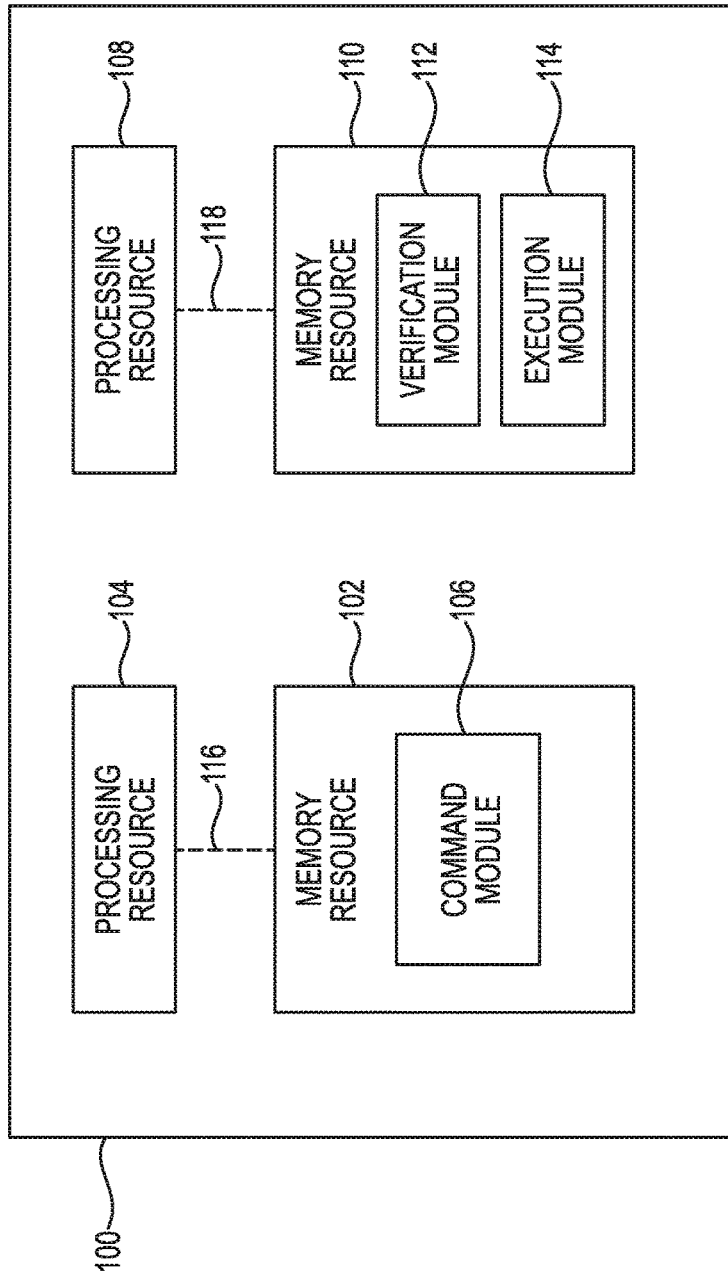 100
PROCESSING
RESOURCE
104
116
MEMORY
RESOURCE
102
COMMAND
MODULE
106
PROCESSING
RESOURCE
108
118
MEMORY
RESOURCE
110
VERIFICATION
MODULE
112
EXECUTION
MODULE
114